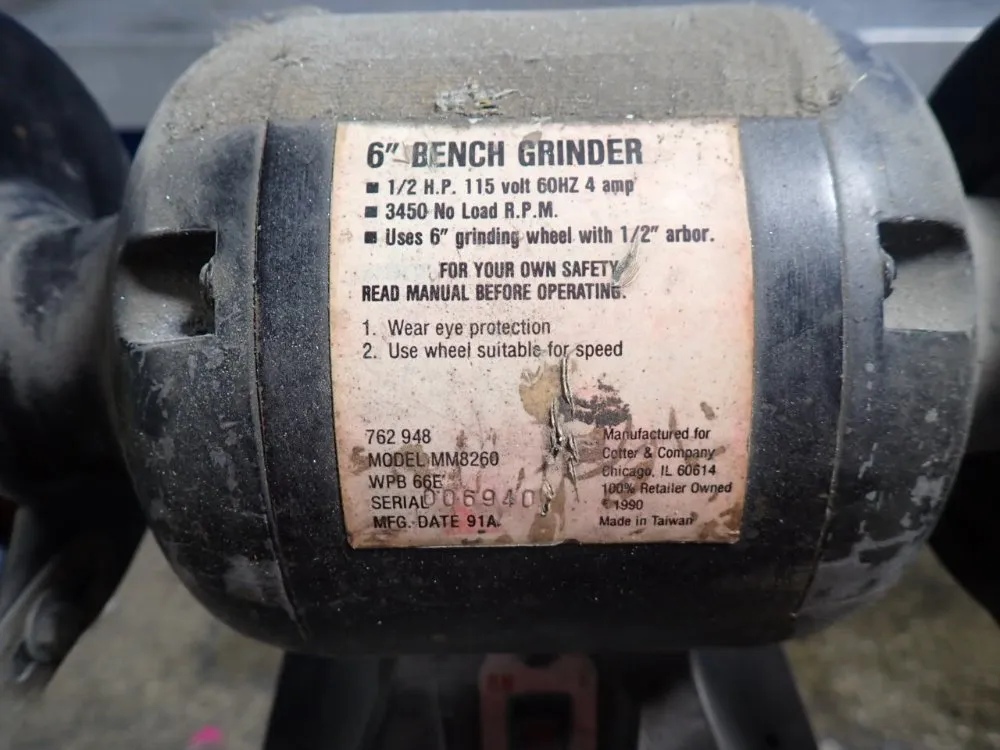 6" BENCH GRINDER
■ 1/2 H.P. 115 volt 60HZ 4 amp
■ 3450 No Load R.P.M.
■ Uses 6" grinding wheel with 1/2" arbor.
FOR YOUR OWN SAFETY
READ MANUAL BEFORE OPERATING.
1. Wear eye protection
2. Use wheel suitable for speed
762 948
MODEL MM8260
WPB 66E
SERIAL 006940
MFG. DATE 91A
Manufactured for
Cotter & Company
Chicago, IL 60614
100% Retailer Owned
© 1990
Made in Taiwan